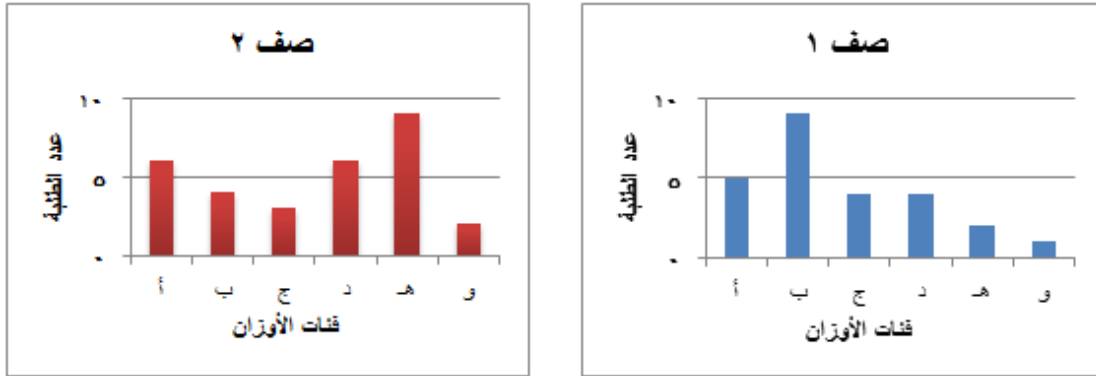 صف ١
١٠
٥
٠
عدد الطلبة
أ ب ج د هـ و
فئات الأوزان
صف ٢
١٠
٥
٠
عدد الطلبة
أ ب ج د هـ و
فئات الأوزان